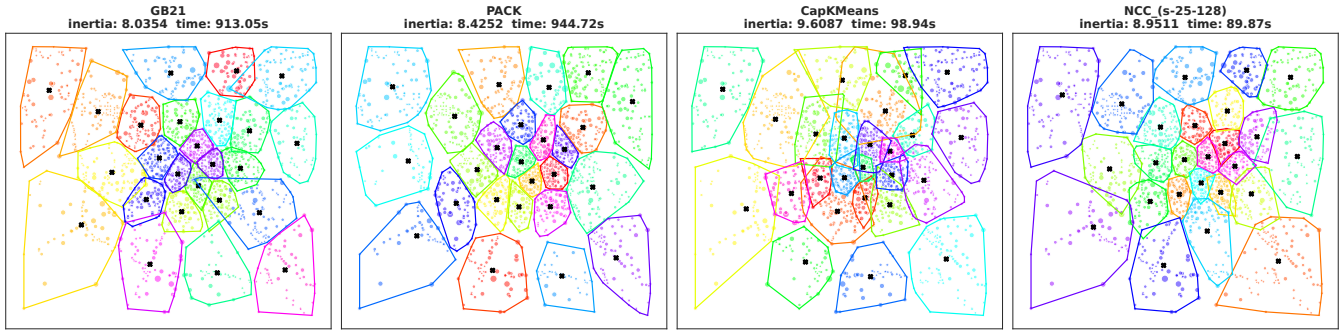 GB21
inertia: 8.0354 time: 913.05s
PACK
inertia: 8.4252 time: 944.72s
CapKMeans
inertia: 9.6087 time: 98.94s
NCC_(s-25-128)
inertia: 8.9511 time: 89.87s